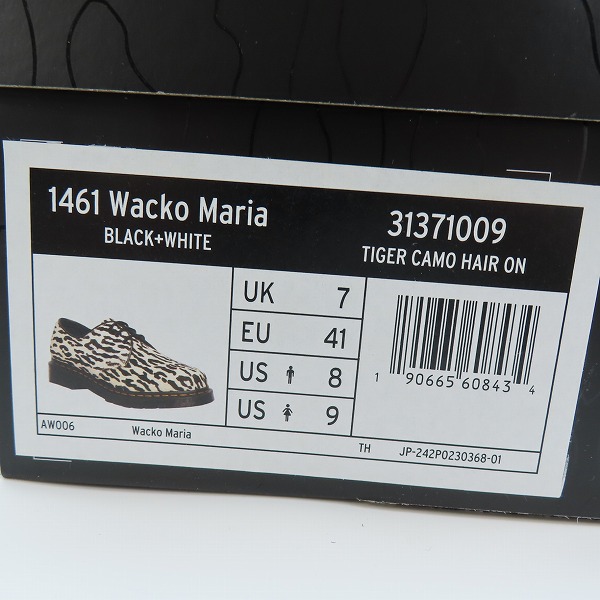 1461 Wacko Maria
BLACK+WHITE
31371009
TIGER CAMO HAIR ON
UK 7
EU 41
US 8
US 9
1 90665 60843 4
AW006 Wacko Maria
TH JP-242P0230368-01